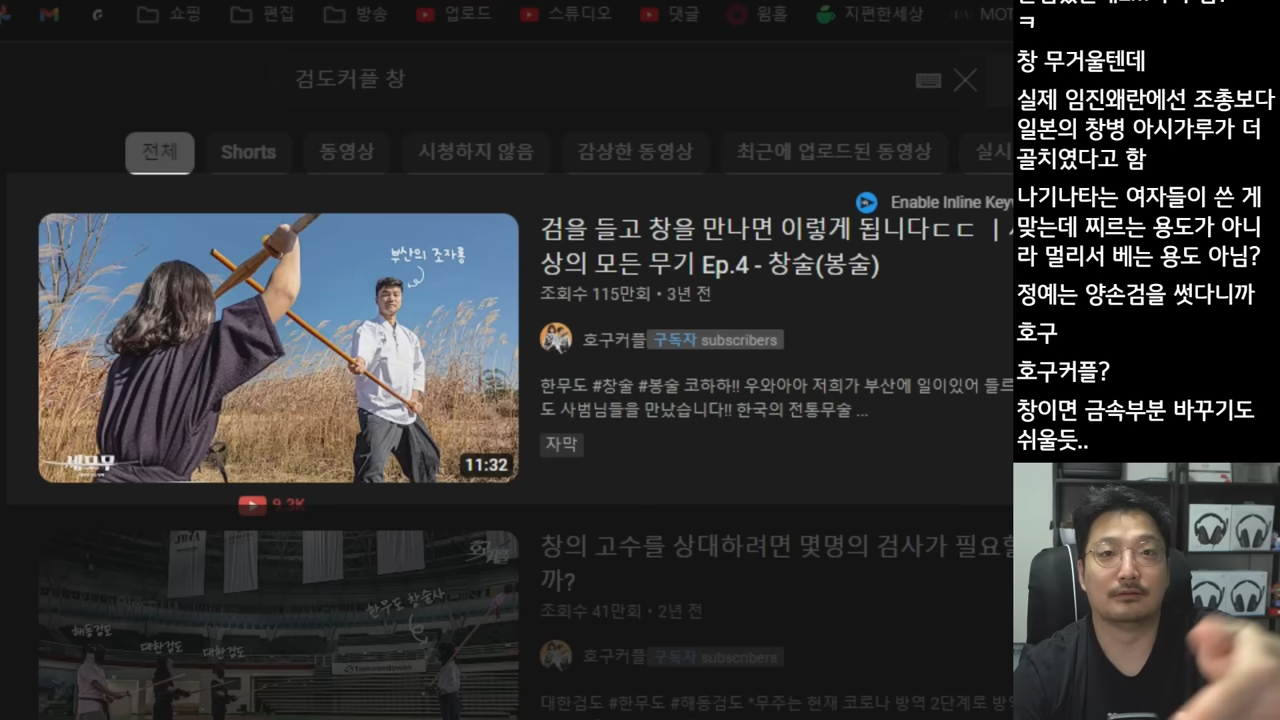 쇼핑
편집
방송
업로드
스튜디오
댓글
윔홀
지편한세상
검도커플 창
전체
Shorts
동영상
시청하지 않음
감상한 동영상
최근에 업로드된 동영상
실시
Enable Inline Key
부산의 조자룡
11:32
검을 들고 창을 만나면 이렇게 됩니다ㄷㄷ |
상의 모든 무기 Ep.4 - 창술(봉술)
조회수 115만회 • 3년 전
호구커플 구독자 subscribers
한무도 #창술 #봉술 코하하!! 우와아아 저희가 부산에 일이있어 들르
도 사범님들을 만났습니다!! 한국의 전통무술 ...
자막
9.3K
창의 고수를 상대하려면 몇명의 검사가 필요할
까?
조회수 41만회 • 2년 전
호구커플 구독자 subscribers
대한검도 #한무도 #해동검도 *무주는 현재 코로나 방역 2단계로 방역
해동검도
대한검도
대한검도
한무도 창술사
ㅋ
창 무거울텐데
실제 임진왜란에선 조총보다
일본의 창병 아시가루가 더
골치였다고 함
나기나타는 여자들이 쓴 게
맞는데 찌르는 용도가 아니
라 멀리서 베는 용도 아님?
정예는 양손검을 썻다니까
호구
호구커플?
창이면 금속부분 바꾸기도
쉬울듯..